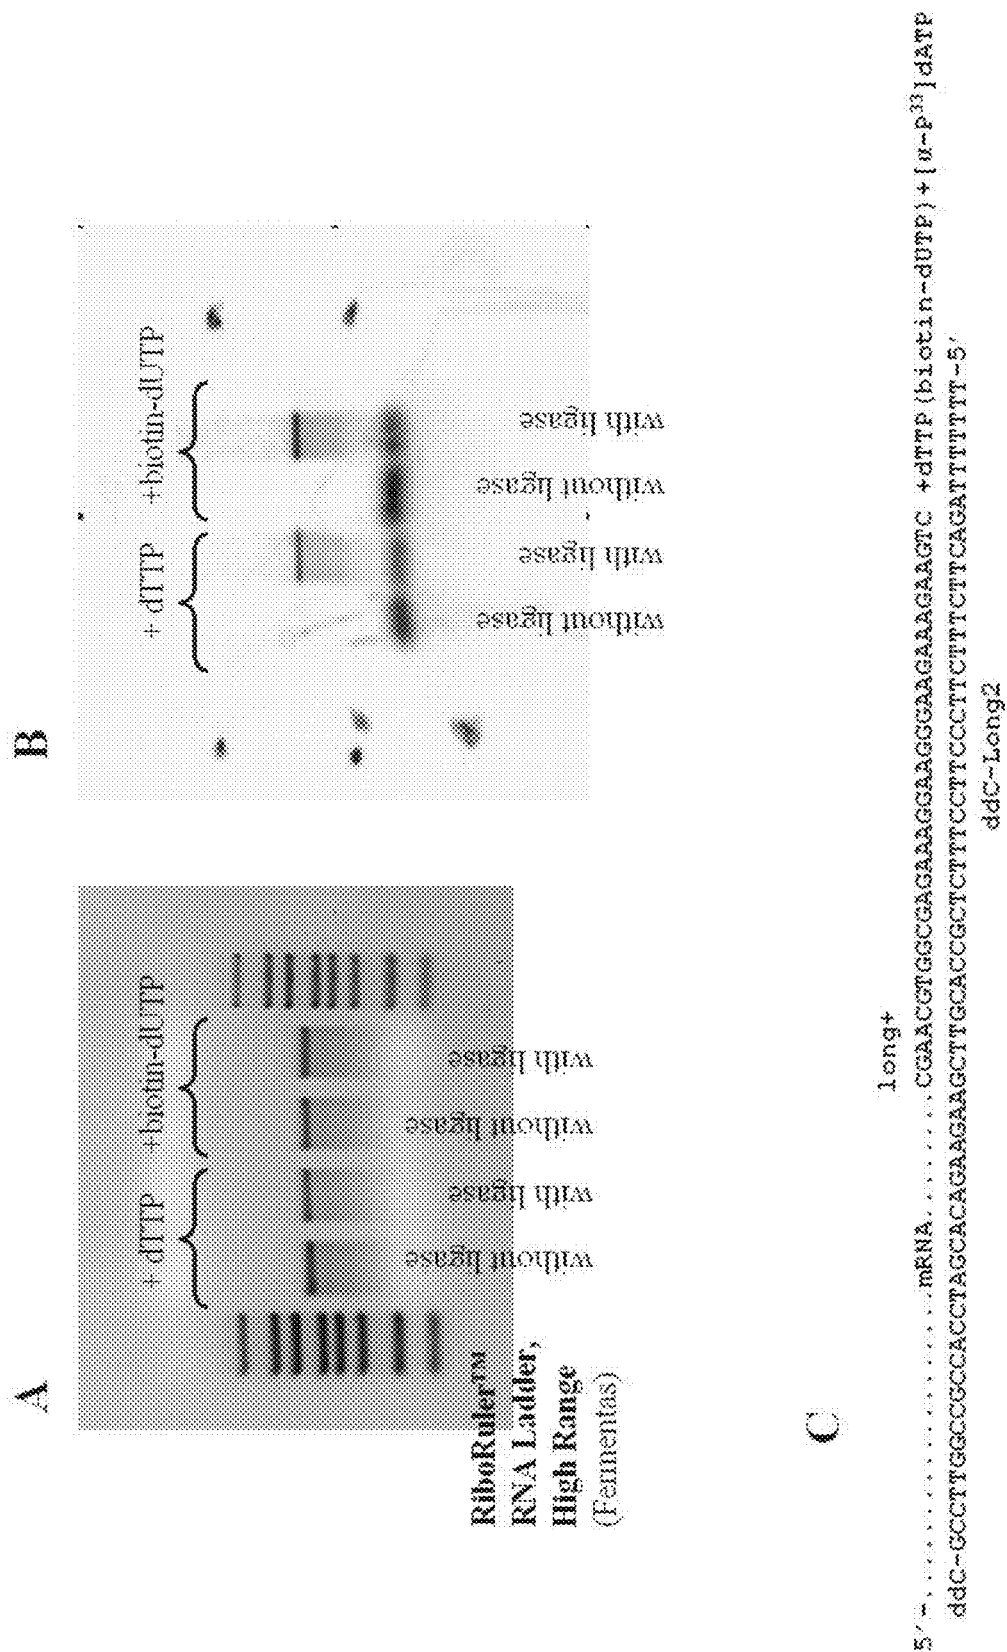 A
+ dTTP
+biotin-dUTP
without ligase
with ligase
without ligase
with ligase
RiboRuler™
RNA Ladder,
High Range
(Fermentas)
B
+ dTTP
+biotin-dUTP
without ligase
with ligase
without ligase
with ligase
C
long+
5'-.......................mRNA.........CGAACGTGGCGAGAAAGGAAGGGAAGAAAGAAGTC +dTTP(biotin-dUTP)+[α-P³³]dATP
ddC-GCCTTGGCCGCCACCTAGCACAGAAGAAGCTTGCACCGCTCTTTCCTTCCCTTCTTTCTTCAGATTTTTT-5'
ddC-Long2